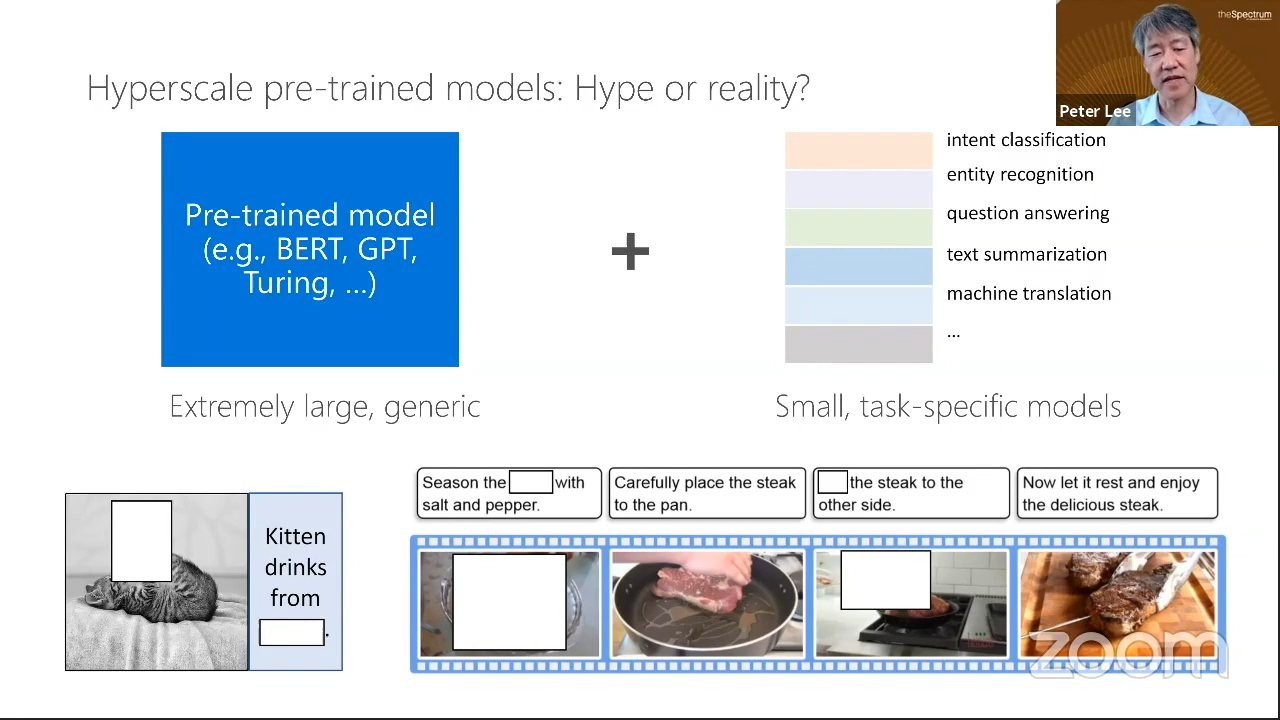 theSpectrum
Peter Lee
Hyperscale pre-trained models: Hype or reality?
Pre-trained model
(e.g., BERT, GPT,
Turing, ...)
+
intent classification
entity recognition
question answering
text summarization
machine translation
...
Extremely large, generic
Small, task-specific models
Kitten
drinks
from
.
Season the with
salt and pepper.
Carefully place the steak
to the pan.
the steak to the
other side.
Now let it rest and enjoy
the delicious steak.
zoom